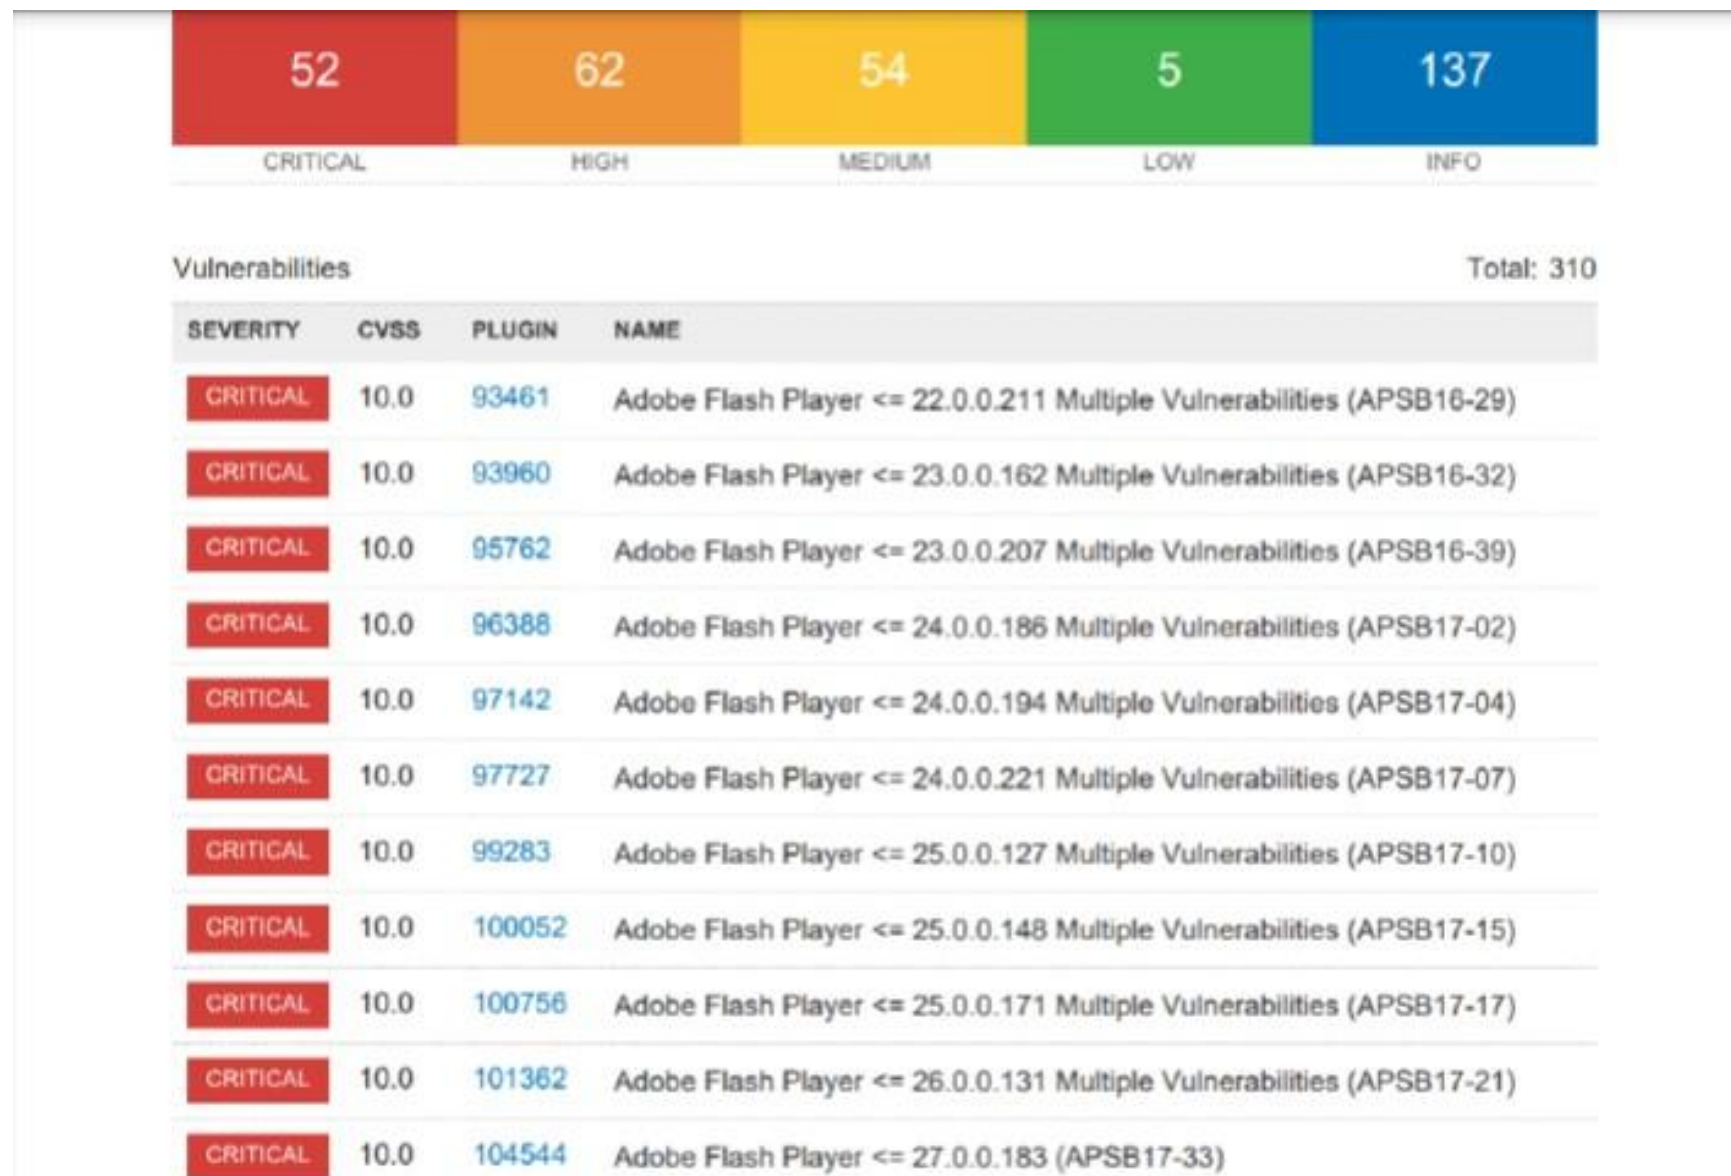 52 62 54 5 137
CRITICAL HIGH MEDIUM LOW INFO
Vulnerabilities Total: 310
SEVERITY CVSS PLUGIN NAME
CRITICAL 10.0 93461 Adobe Flash Player <= 22.0.0.211 Multiple Vulnerabilities (APSB16-29)
CRITICAL 10.0 93960 Adobe Flash Player <= 23.0.0.162 Multiple Vulnerabilities (APSB16-32)
CRITICAL 10.0 95762 Adobe Flash Player <= 23.0.0.207 Multiple Vulnerabilities (APSB16-39)
CRITICAL 10.0 96388 Adobe Flash Player <= 24.0.0.186 Multiple Vulnerabilities (APSB17-02)
CRITICAL 10.0 97142 Adobe Flash Player <= 24.0.0.194 Multiple Vulnerabilities (APSB17-04)
CRITICAL 10.0 97727 Adobe Flash Player <= 24.0.0.221 Multiple Vulnerabilities (APSB17-07)
CRITICAL 10.0 99283 Adobe Flash Player <= 25.0.0.127 Multiple Vulnerabilities (APSB17-10)
CRITICAL 10.0 100052 Adobe Flash Player <= 25.0.0.148 Multiple Vulnerabilities (APSB17-15)
CRITICAL 10.0 100756 Adobe Flash Player <= 25.0.0.171 Multiple Vulnerabilities (APSB17-17)
CRITICAL 10.0 101362 Adobe Flash Player <= 26.0.0.131 Multiple Vulnerabilities (APSB17-21)
CRITICAL 10.0 104544 Adobe Flash Player <= 27.0.0.183 (APSB17-33)